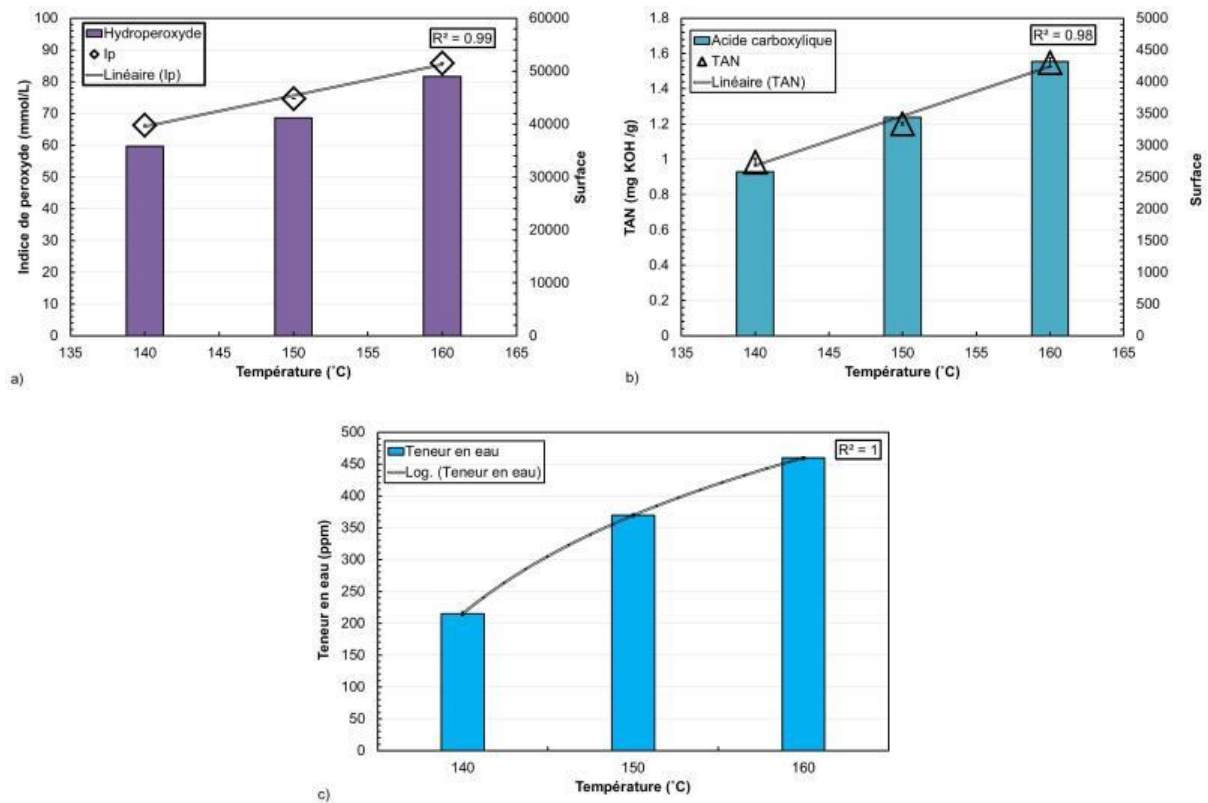 100
90
80
70
60
50
40
30
20
10
0
Indice de peroxyde (mmol/L)
Hydroperoxyde
Ip
Linéaire (Ip)
R² = 0.99
60000
50000
40000
30000
20000
10000
0
Surface
135 140 145 150 155 160 165
Température (˚C)
a)
1.8
1.6
1.4
1.2
1
0.8
0.6
0.4
0.2
0
TAN (mg KOH /g)
Acide carboxylique
TAN
Linéaire (TAN)
R² = 0.98
5000
4500
4000
3500
3000
2500
2000
1500
1000
500
0
Surface
135 140 145 150 155 160 165
Température (˚C)
b)
500
450
400
350
300
250
200
150
100
50
0
Teneur en eau (ppm)
Teneur en eau
Log. (Teneur en eau)
R² = 1
140 150 160
Température (˚C)
c)